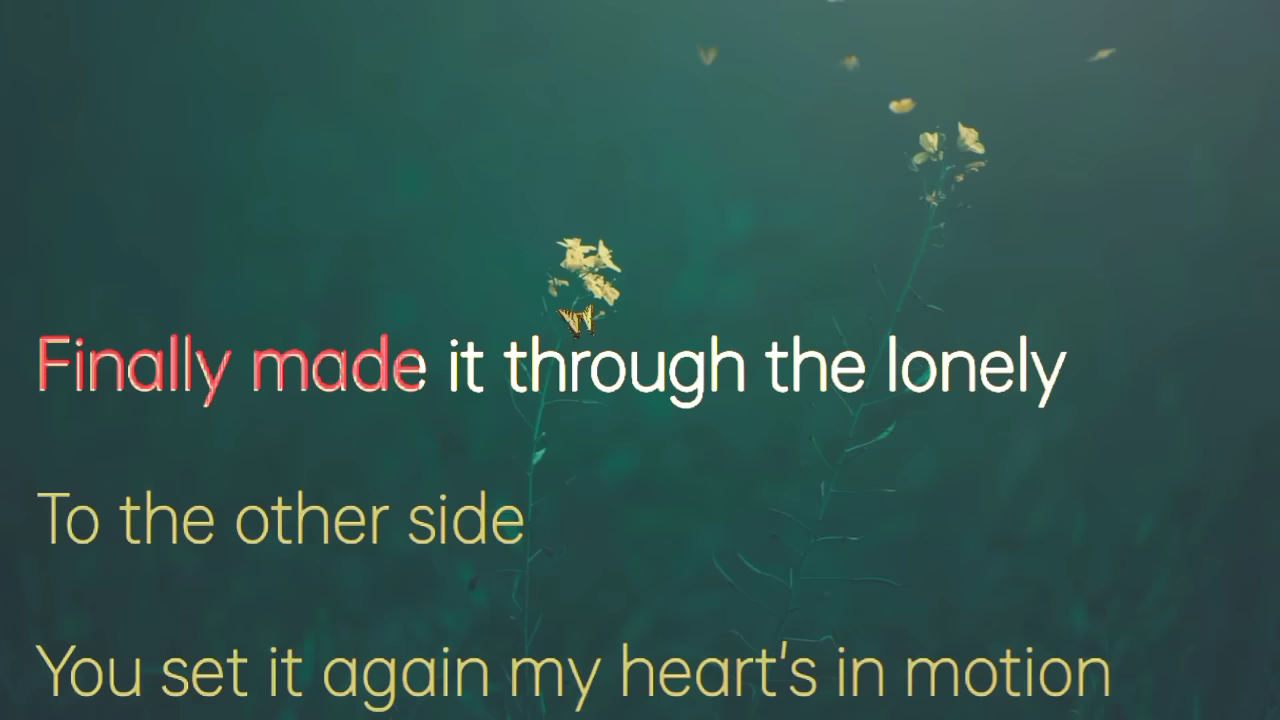 Finally made it through the lonely
To the other side
You set it again my heart's in motion